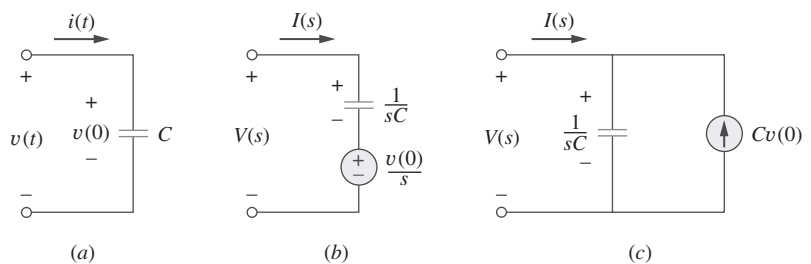 i(t)
+
v(t)
−
+
v(0)
−
C
(a)
I(s)
+
V(s)
−
+
−
1
sC
+
−
v(0)
s
(b)
I(s)
+
V(s)
−
+
1
sC
−
Cv(0)
(c)